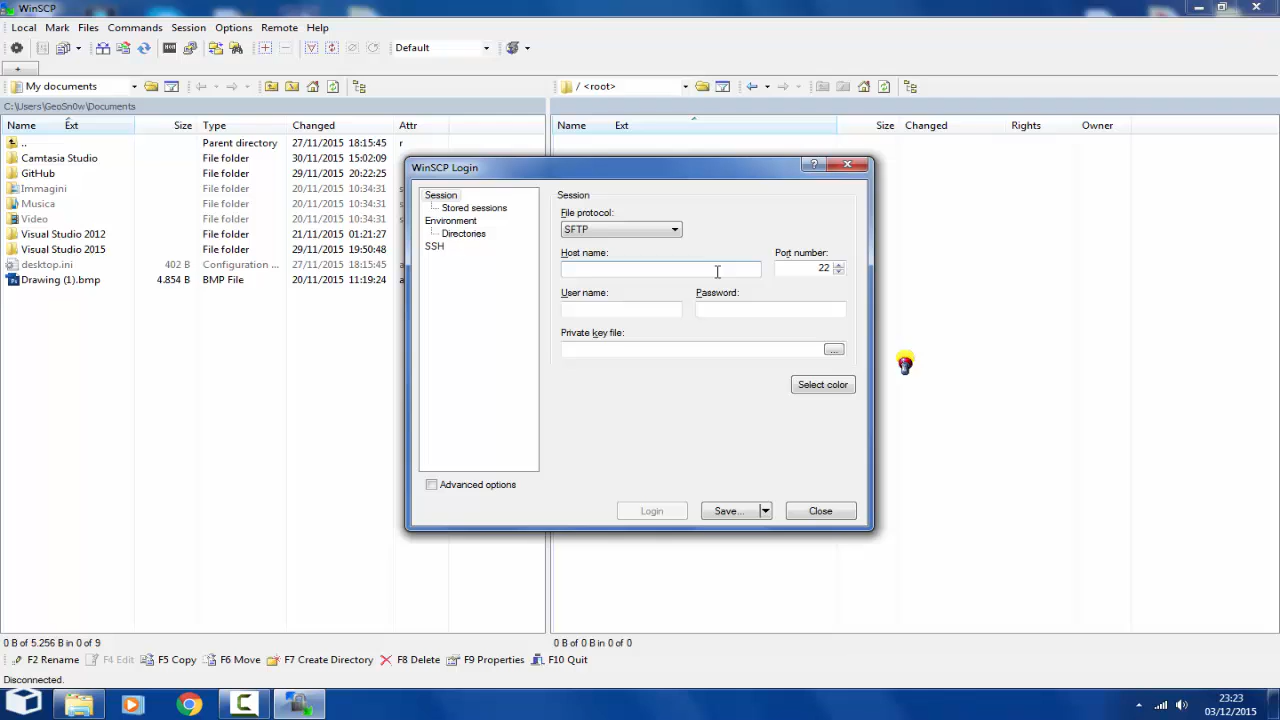 WinSCP
Local Mark Files Commands Session Options Remote Help
Default
+
My documents
/ <root>
C:\Users\GeoSn0w\Documents
Name Ext Size Type Changed Attr
Name Ext Size Changed Rights Owner
.. Parent directory 27/11/2015 18:15:45 r
Camtasia Studio File folder 30/11/2015 15:02:09
GitHub File folder 29/11/2015 20:22:25
Immagini File folder 20/11/2015 10:34:31 s
Musica File folder 20/11/2015 10:34:31 s
Video File folder 20/11/2015 10:34:31 s
Visual Studio 2012 File folder 21/11/2015 01:21:27
Visual Studio 2015 File folder 29/11/2015 19:50:48
desktop.ini 402 B Configuration ... 27/11/2015 18:15:45 a
Drawing (1).bmp 4.854 B BMP File 20/11/2015 11:19:24 a
WinSCP Login
?
Session
Stored sessions
Environment
Directories
SSH
Session
File protocol:
SFTP
Host name: Port number:
22
User name: Password:
Private key file:
...
Select color
Advanced options
Login Save... Close
0 B of 5.256 B in 0 of 9
0 B of 0 B in 0 of 0
F2 Rename F4 Edit F5 Copy F6 Move F7 Create Directory F8 Delete F9 Properties F10 Quit
Disconnected.
23:23
03/12/2015